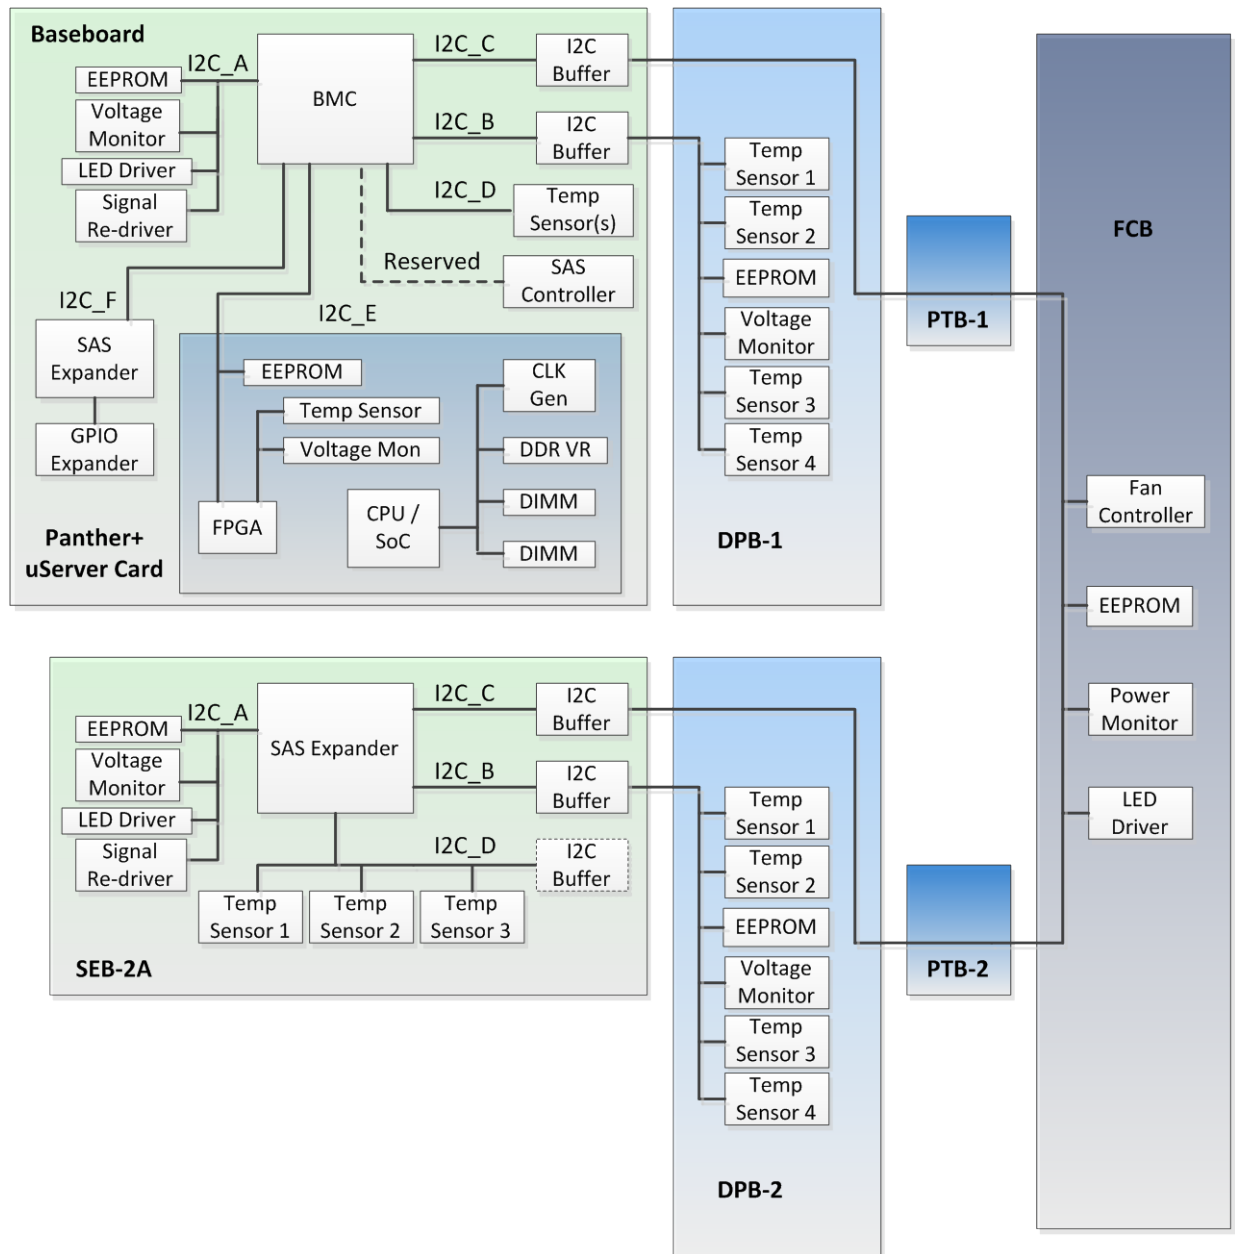 Baseboard
EEPROM
I2C_A
Voltage
Monitor
LED Driver
Signal
Re-driver
BMC
I2C_C
I2C
Buffer
I2C_B
I2C
Buffer
I2C_D
Temp
Sensor(s)
Reserved
SAS
Controller
I2C_F
SAS
Expander
GPIO
Expander
I2C_E
EEPROM
Temp Sensor
Voltage Mon
FPGA
CPU /
SoC
CLK
Gen
DDR VR
DIMM
DIMM
Panther+
uServer Card
Temp
Sensor 1
Temp
Sensor 2
EEPROM
Voltage
Monitor
Temp
Sensor 3
Temp
Sensor 4
DPB-1
PTB-1
FCB
Fan
Controller
EEPROM
Power
Monitor
LED
Driver
EEPROM
I2C_A
Voltage
Monitor
LED Driver
Signal
Re-driver
SAS Expander
I2C_C
I2C
Buffer
I2C_B
I2C
Buffer
I2C_D
I2C
Buffer
Temp
Sensor 1
Temp
Sensor 2
Temp
Sensor 3
SEB-2A
Temp
Sensor 1
Temp
Sensor 2
EEPROM
Voltage
Monitor
Temp
Sensor 3
Temp
Sensor 4
DPB-2
PTB-2